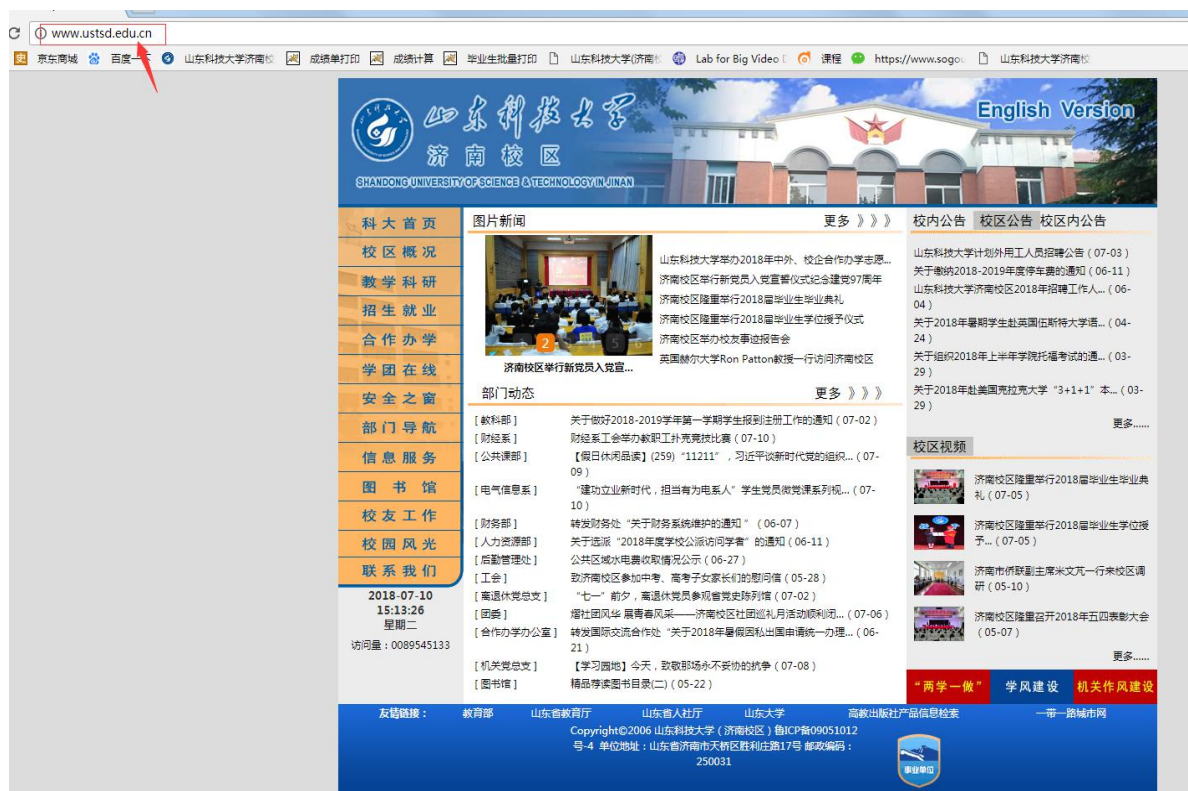 www.ustsd.edu.cn
京东商城 百度一下 山东科技大学济南校 成绩单打印 成绩计算 毕业生批量打印 山东科技大学(济南校 Lab for Big Video 课程 https://www.sogou. 山东科技大学济南校
山东科技大学
济南校区
SHANDONG UNIVERSITY OF SCIENCE & TECHNOLOGY IN JINAN
English Version
科大首页
校区概况
教学科研
招生就业
合作办学
学团在线
安全之窗
部门导航
信息服务
图书馆
校友工作
校园风光
联系我们
2018-07-10
15:13:26
星期二
访问量：0089545133
图片新闻 更多 》》》
2 5 6
济南校区举行新党员入党宣...
山东科技大学举办2018年中外、校企合作办学志愿...
济南校区举行新党员入党宣誓仪式纪念建党97周年
济南校区隆重举行2018届毕业生毕业典礼
济南校区隆重举行2018届毕业生学位授予仪式
济南校区举办校友事迹报告会
英国赫尔大学Ron Patton教授一行访问济南校区
部门动态 更多 》》》
[ 教科部 ] 关于做好2018-2019学年第一学期学生报到注册工作的通知 ( 07-02 )
[ 财经系 ] 财经系工会举办教职工扑克竞技比赛 ( 07-10 )
[ 公共课部 ] 【假日休闲品读】(259)“11211”，习近平谈新时代党的组织... ( 07-
09 )
[ 电气信息系 ] “建功立业新时代，担当有为电系人”学生党员微党课系列视... ( 07-
10 )
[ 财务部 ] 转发财务处“关于财务系统维护的通知 ” ( 06-07 )
[ 人力资源部 ] 关于选派“2018年度学校公派访问学者”的通知 ( 06-11 )
[ 后勤管理处 ] 公共区域水电费收取情况公示 ( 06-27 )
[ 工会 ] 致济南校区参加中考、高考子女家长们的慰问信 ( 05-28 )
[ 离退休党总支 ] “七一”前夕，离退休党员参观省党史陈列馆 ( 07-02 )
[ 团委 ] 熠社团风华 展青春风采——济南校区社团巡礼月活动顺利闭... ( 07-06 )
[ 合作办学办公室 ] 转发国际交流合作处“关于2018年暑假因私出国申请统一办理... ( 06-
21 )
[ 机关党总支 ] 【学习园地】今天，致敬那场永不妥协的抗争 ( 07-08 )
[ 图书馆 ] 精品荐读图书目录(二) ( 05-22 )
校内公告 校区公告 校区内公告
山东科技大学计划外用工人员招聘公告 ( 07-03 )
关于缴纳2018-2019年度停车费的通知 ( 06-11 )
山东科技大学济南校区2018年招聘工作人... ( 06-
04 )
关于2018年暑期学生赴英国伍斯特大学语... ( 04-
24 )
关于组织2018年上半年学院托福考试的通... ( 03-
29 )
关于2018年赴美国克拉克大学“3+1+1”本... ( 03-
29 )
更多......
校区视频
济南校区隆重举行2018届毕业生毕业典
礼 ( 07-05 )
济南校区隆重举行2018届毕业生学位授
予... ( 07-05 )
济南市侨联副主席米文芃一行来校区调
研 ( 05-10 )
济南校区隆重召开2018年五四表彰大会
( 05-07 )
更多......
“两学一做” 学风建设 机关作风建设
友情链接： 教育部 山东省教育厅 山东省人社厅 山东大学 高教出版社产品信息检索 一带一路城市网
Copyright©2006 山东科技大学 ( 济南校区 ) 鲁ICP备09051012
号-4 单位地址：山东省济南市天桥区胜利庄路17号 邮政编码：
250031
事业单位